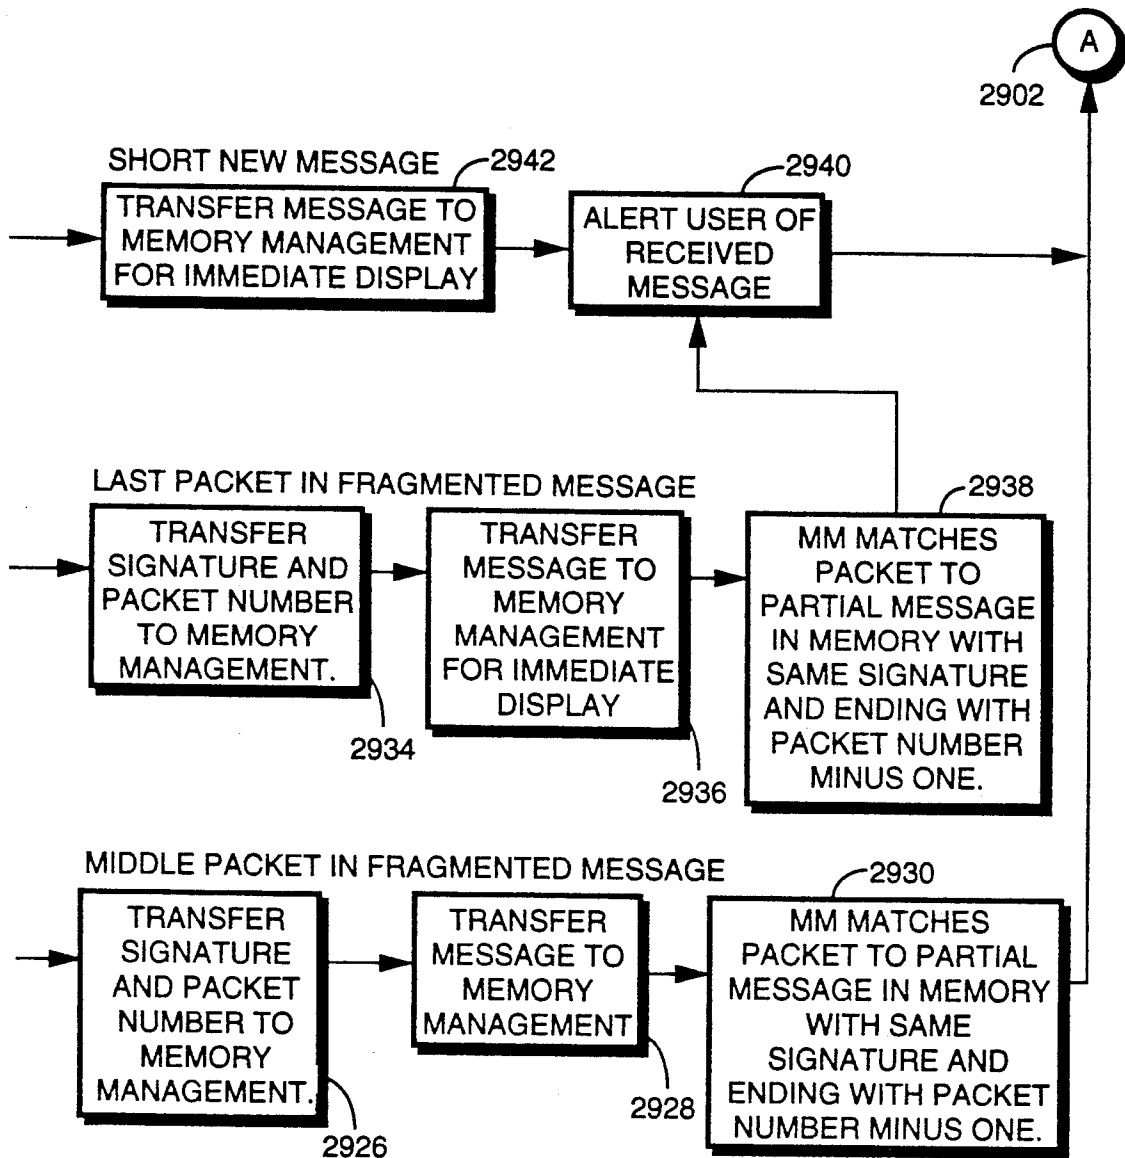 A
2902
SHORT NEW MESSAGE
2942
TRANSFER MESSAGE TO
MEMORY MANAGEMENT
FOR IMMEDIATE DISPLAY
2940
ALERT USER OF
RECEIVED
MESSAGE
LAST PACKET IN FRAGMENTED MESSAGE
TRANSFER
SIGNATURE AND
PACKET NUMBER
TO MEMORY
MANAGEMENT.
2934
TRANSFER
MESSAGE TO
MEMORY
MANAGEMENT
FOR IMMEDIATE
DISPLAY
2936
2938
MM MATCHES
PACKET TO
PARTIAL MESSAGE
IN MEMORY WITH
SAME SIGNATURE
AND ENDING WITH
PACKET NUMBER
MINUS ONE.
MIDDLE PACKET IN FRAGMENTED MESSAGE
TRANSFER
SIGNATURE
AND PACKET
NUMBER TO
MEMORY
MANAGEMENT.
2926
TRANSFER
MESSAGE TO
MEMORY
MANAGEMENT
2928
2930
MM MATCHES
PACKET TO PARTIAL
MESSAGE IN MEMORY
WITH SAME
SIGNATURE AND
ENDING WITH PACKET
NUMBER MINUS ONE.